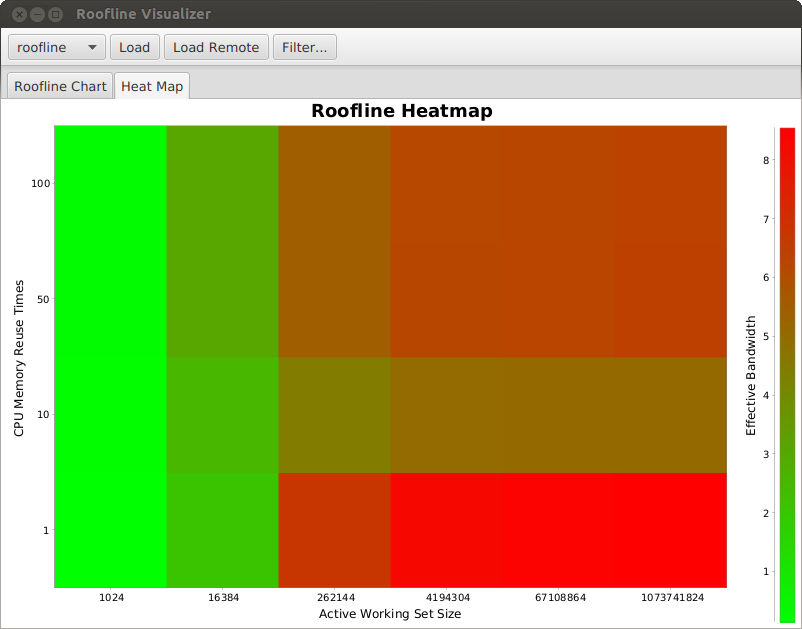 Roofline Visualizer
roofline Load Load Remote Filter...
Roofline Chart Heat Map
Roofline Heatmap
CPU Memory Reuse Times
100
50
10
1
1024 16384 262144 4194304 67108864 1073741824
Active Working Set Size
Effective Bandwidth
8
7
6
5
4
3
2
1